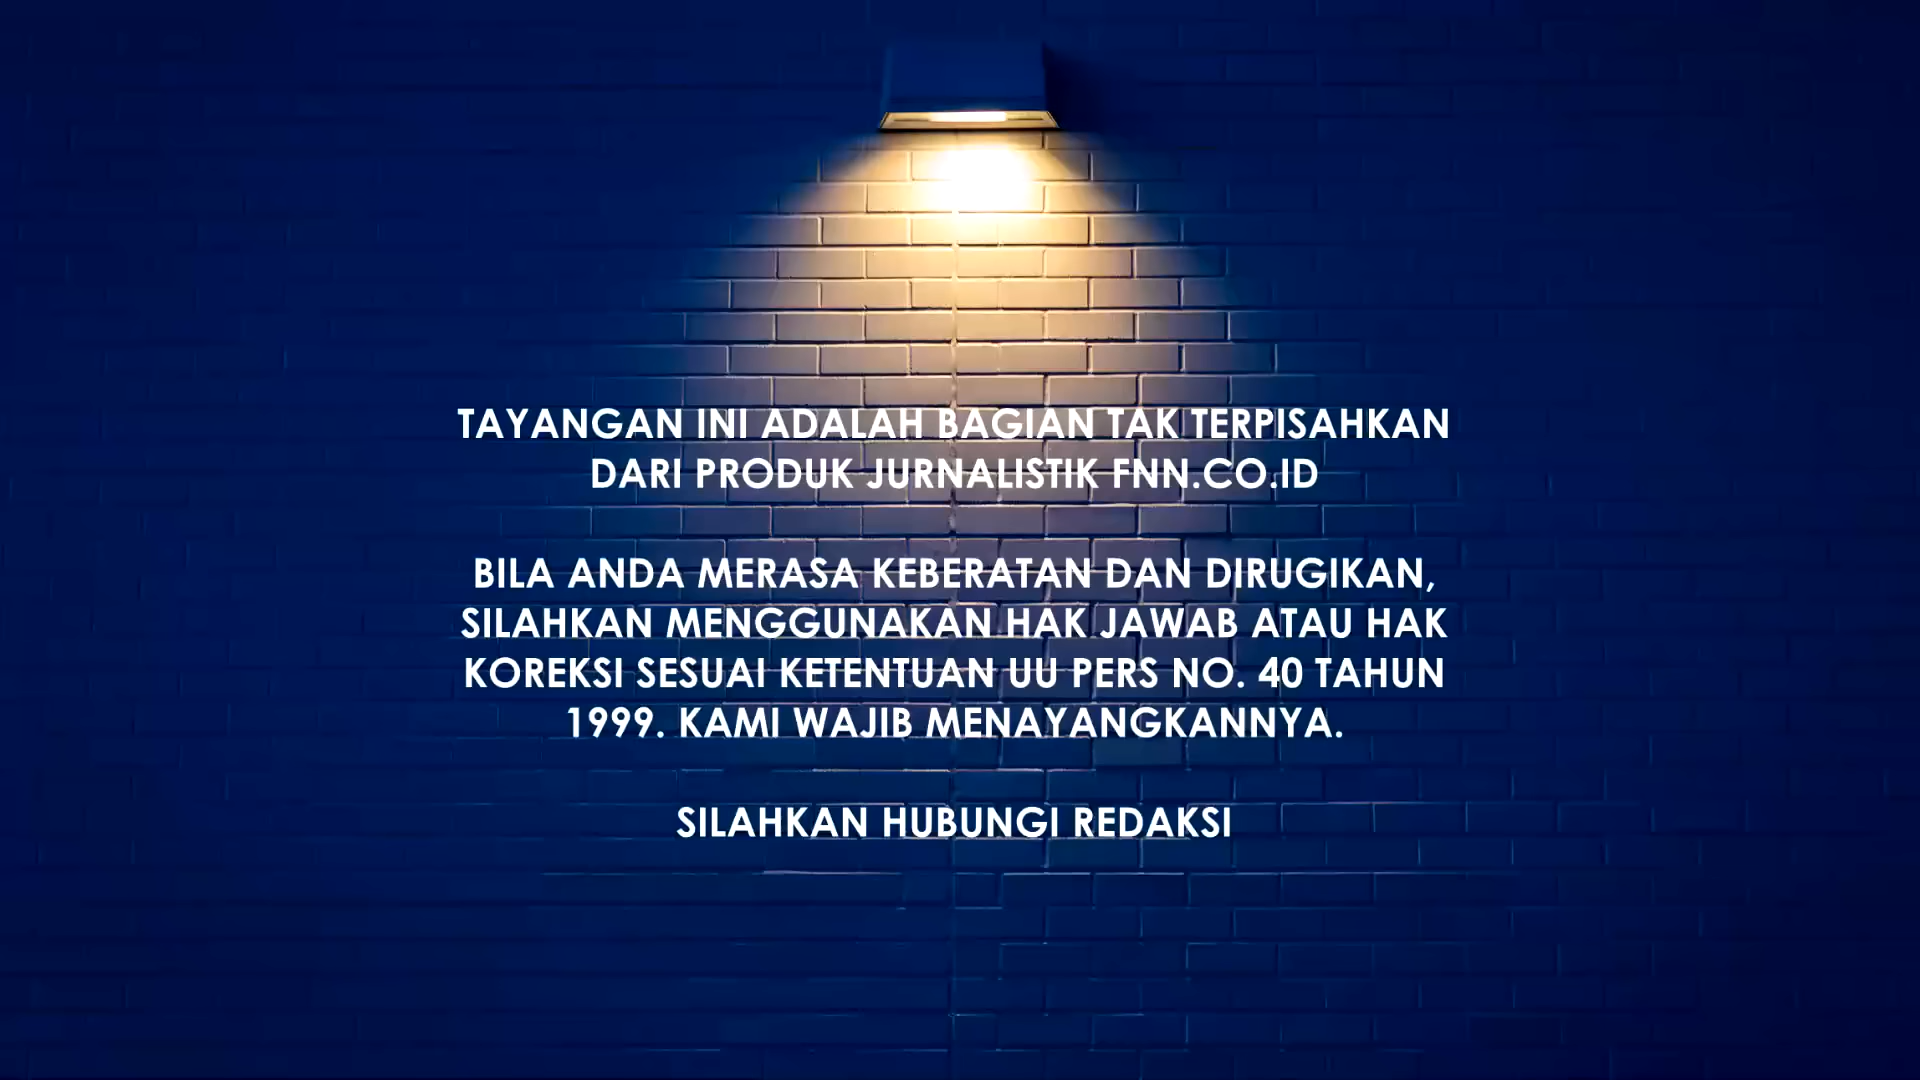 TAYANGAN INI ADALAH BAGIAN TAK TERPISAHKAN
DARI PRODUK JURNALISTIK FNN.CO.ID
BILA ANDA MERASA KEBERATAN DAN DIRUGIKAN,
SILAHKAN MENGGUNAKAN HAK JAWAB ATAU HAK
KOREKSI SESUAI KETENTUAN UU PERS NO. 40 TAHUN
1999. KAMI WAJIB MENAYANGKANNYA.
SILAHKAN HUBUNGI REDAKSI